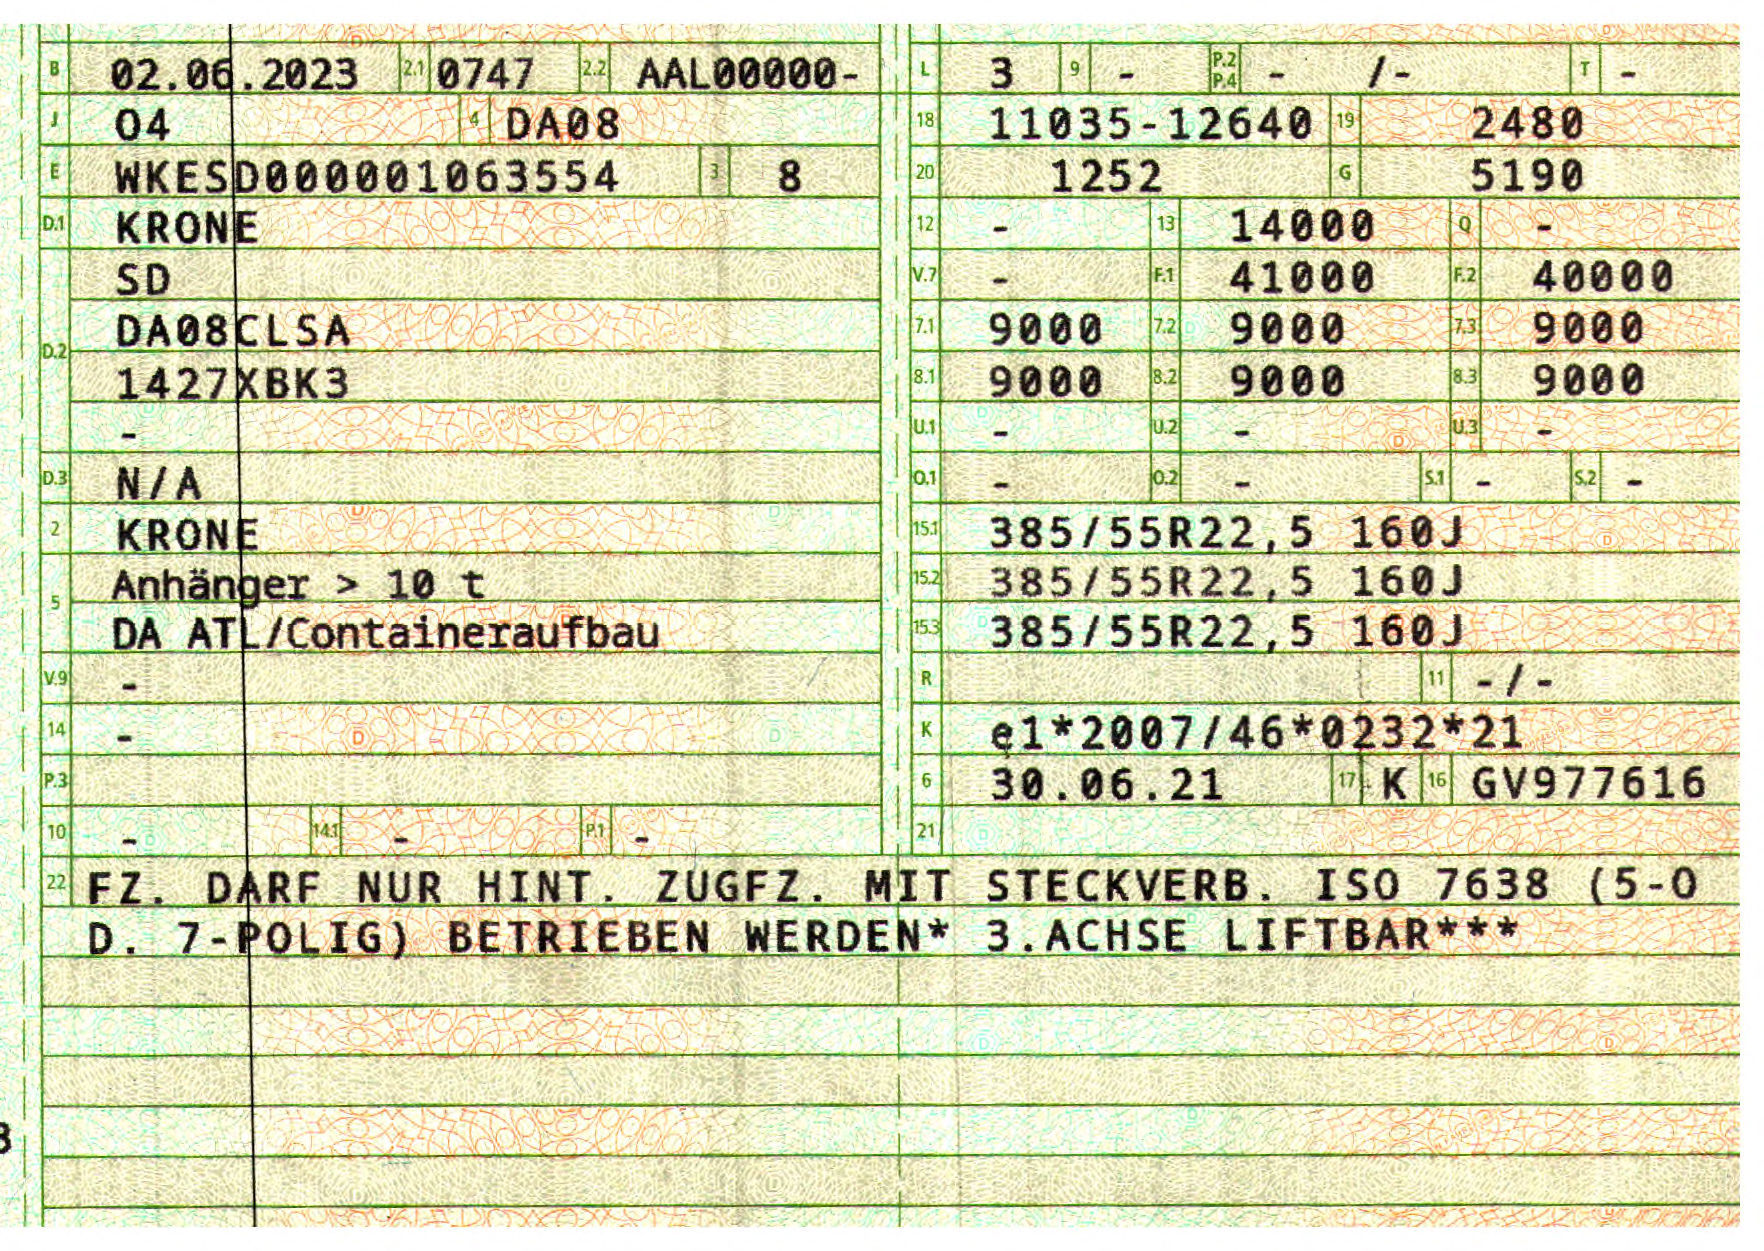 B 02.06.2023 2.1 0747 2.2 AAL00000-
J O4 4 DA08
E WKESD000001063554 3 8
D.1 KRONE
SD
D.2 DA08CLSA
1427XBK3
-
D.3 N/A
2 KRONE
5 Anhänger > 10 t
DA ATL/Containeraufbau
V.9 -
14 -
P.3
10 - 14.1 - P.1 -
L 3 9 - P.2 P.4 - /- T -
18 11035-12640 19 2480
20 1252 G 5190
12 - 13 14000 Q -
V.7 - F.1 41000 F.2 40000
7.1 9000 7.2 9000 7.3 9000
8.1 9000 8.2 9000 8.3 9000
U.1 - U.2 - U.3 -
O.1 - O.2 - S.1 - S.2 -
15.1 385/55R22,5 160J
15.2 385/55R22,5 160J
15.3 385/55R22,5 160J
R 11 -/-
K e1*2007/46*0232*21
6 30.06.21 17 K 16 GV977616
21
22 FZ. DARF NUR HINT. ZUGFZ. MIT STECKVERB. ISO 7638 (5-O
D. 7-POLIG) BETRIEBEN WERDEN* 3.ACHSE LIFTBAR***